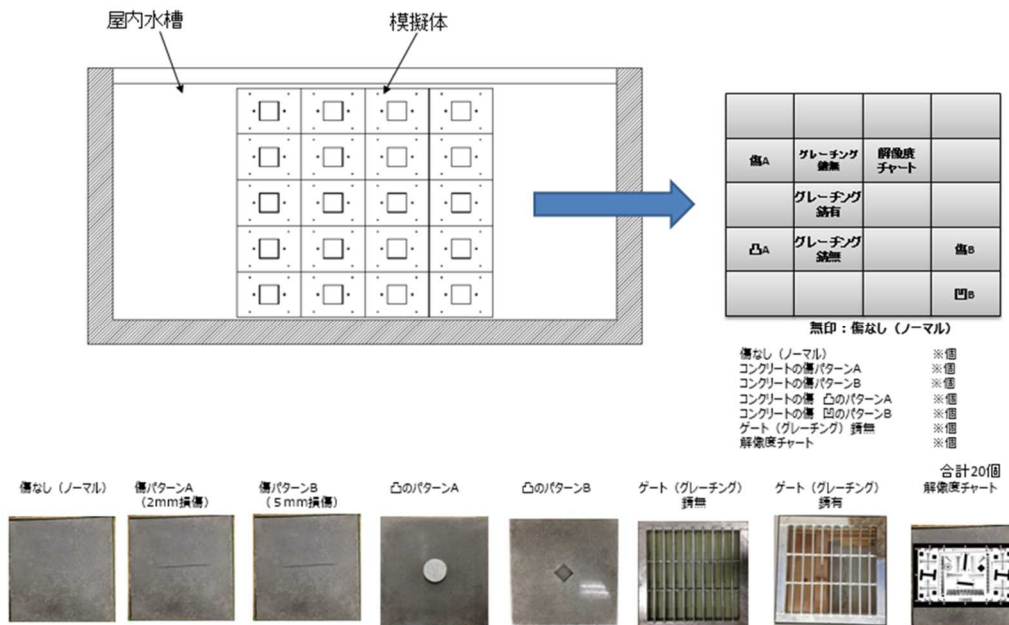 屋内水槽
模擬体
傷A
グレーチング
錆無
解像度
チャート
グレーチング
錆有
凸A
グレーチング
錆無
傷B
凹B
無印：傷なし（ノーマル）
傷なし（ノーマル） ※個
コンクリートの傷パターンA ※個
コンクリートの傷パターンB ※個
コンクリートの傷 凸のパターンA ※個
コンクリートの傷 凹のパターンB ※個
ゲート（グレーチング）錆無 ※個
解像度チャート ※個
合計20個
傷なし（ノーマル）
傷パターンA
（2mm損傷）
傷パターンB
（5mm損傷）
凸のパターンA
凸のパターンB
ゲート（グレーチング）
錆無
ゲート（グレーチング）
錆有
解像度チャート